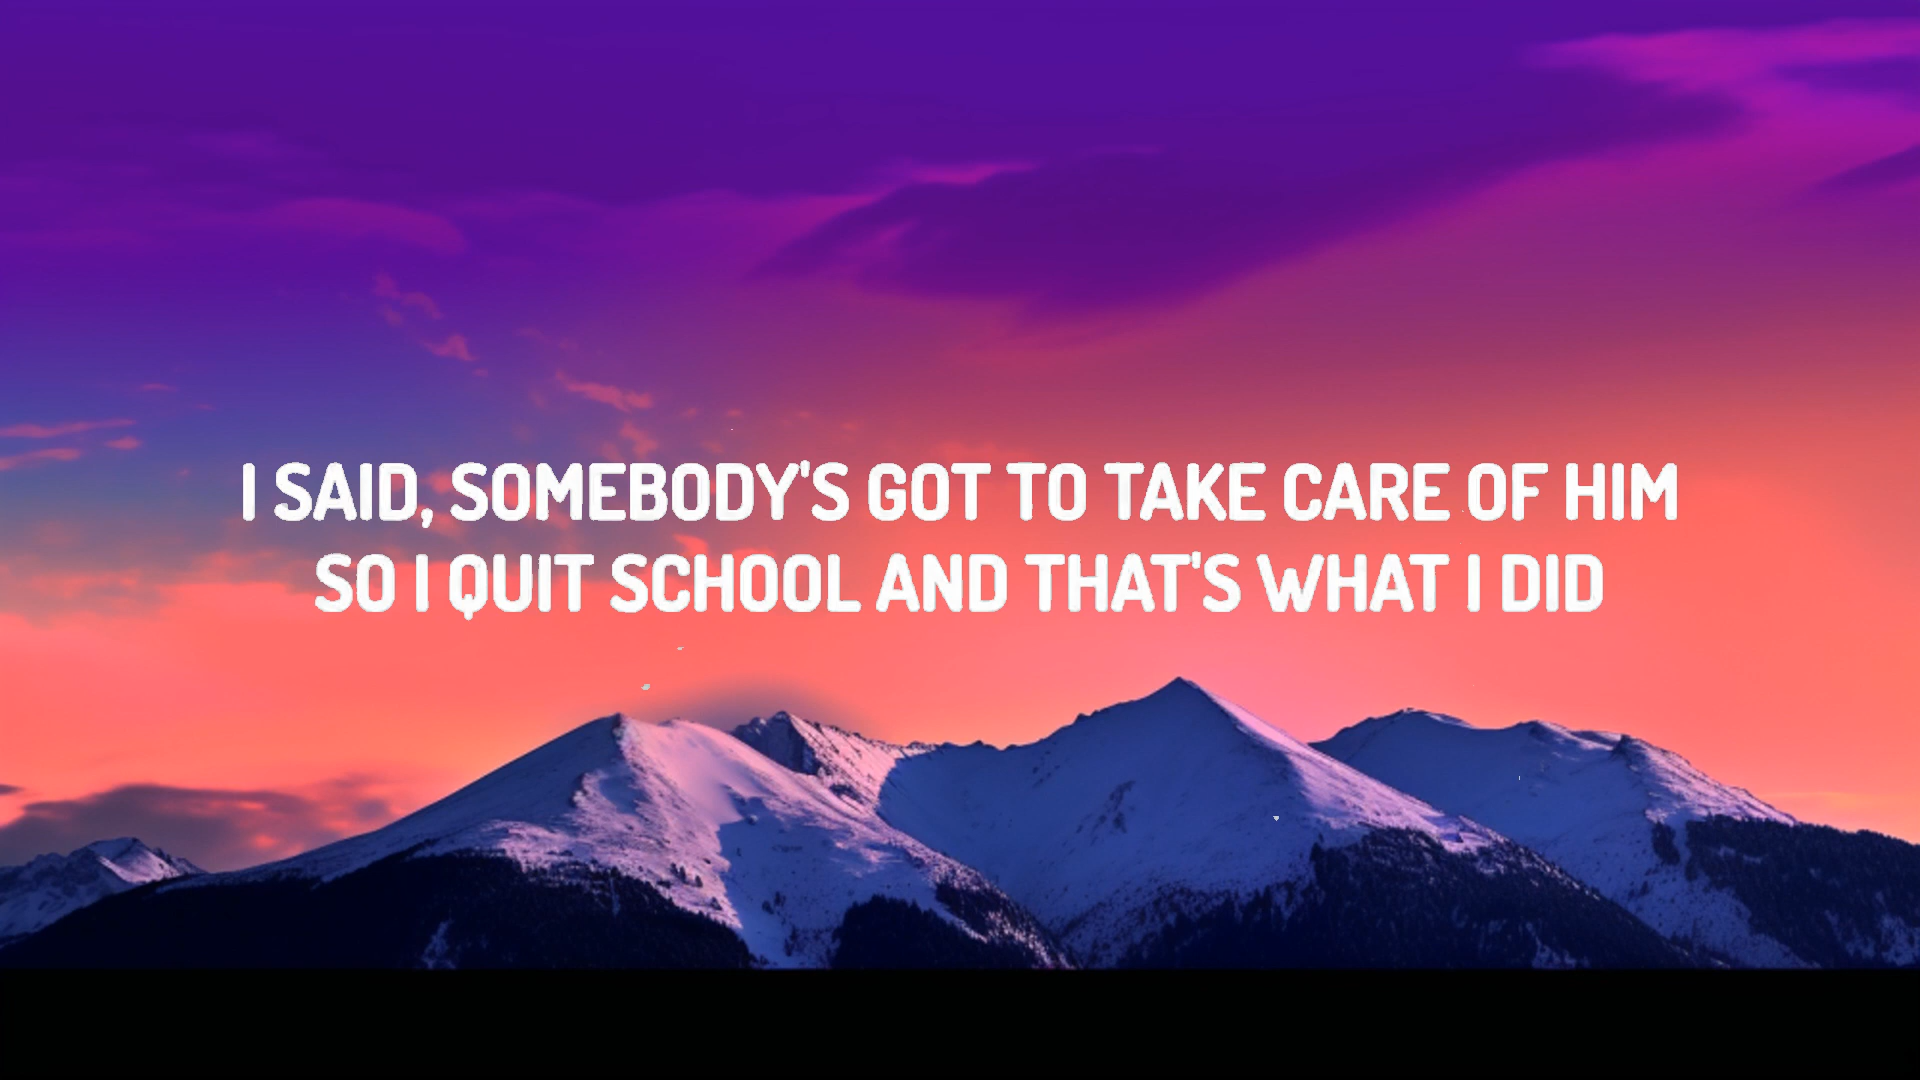 I SAID, SOMEBODY'S GOT TO TAKE CARE OF HIM
SO I QUIT SCHOOL AND THAT'S WHAT I DID